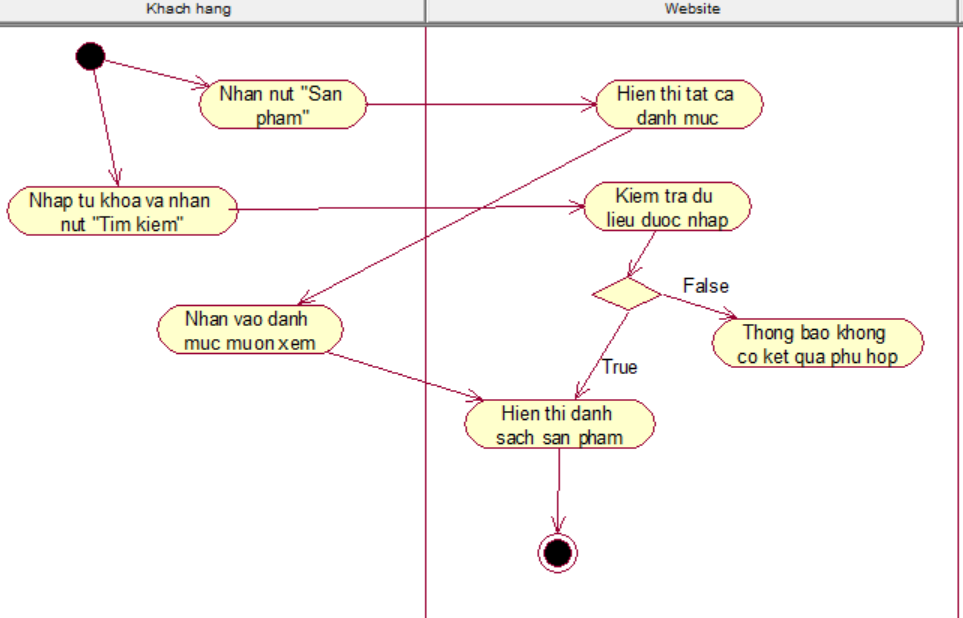 Khach hang
Website
Nhan nut "San
pham"
Hien thi tat ca
danh muc
Nhap tu khoa va nhan
nut "Tim kiem"
Kiem tra du
lieu duoc nhap
False
Nhan vao danh
muc muon xem
Thong bao khong
co ket qua phu hop
True
Hien thi danh
sach san pham